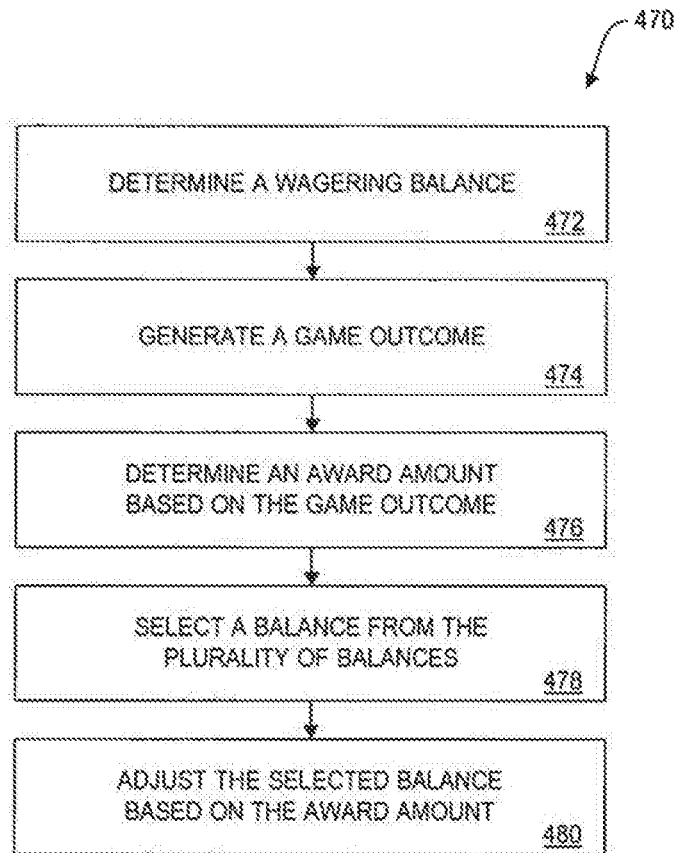 470
DETERMINE A WAGERING BALANCE
472
GENERATE A GAME OUTCOME
474
DETERMINE AN AWARD AMOUNT
BASED ON THE GAME OUTCOME
476
SELECT A BALANCE FROM THE
PLURALITY OF BALANCES
478
ADJUST THE SELECTED BALANCE
BASED ON THE AWARD AMOUNT
480